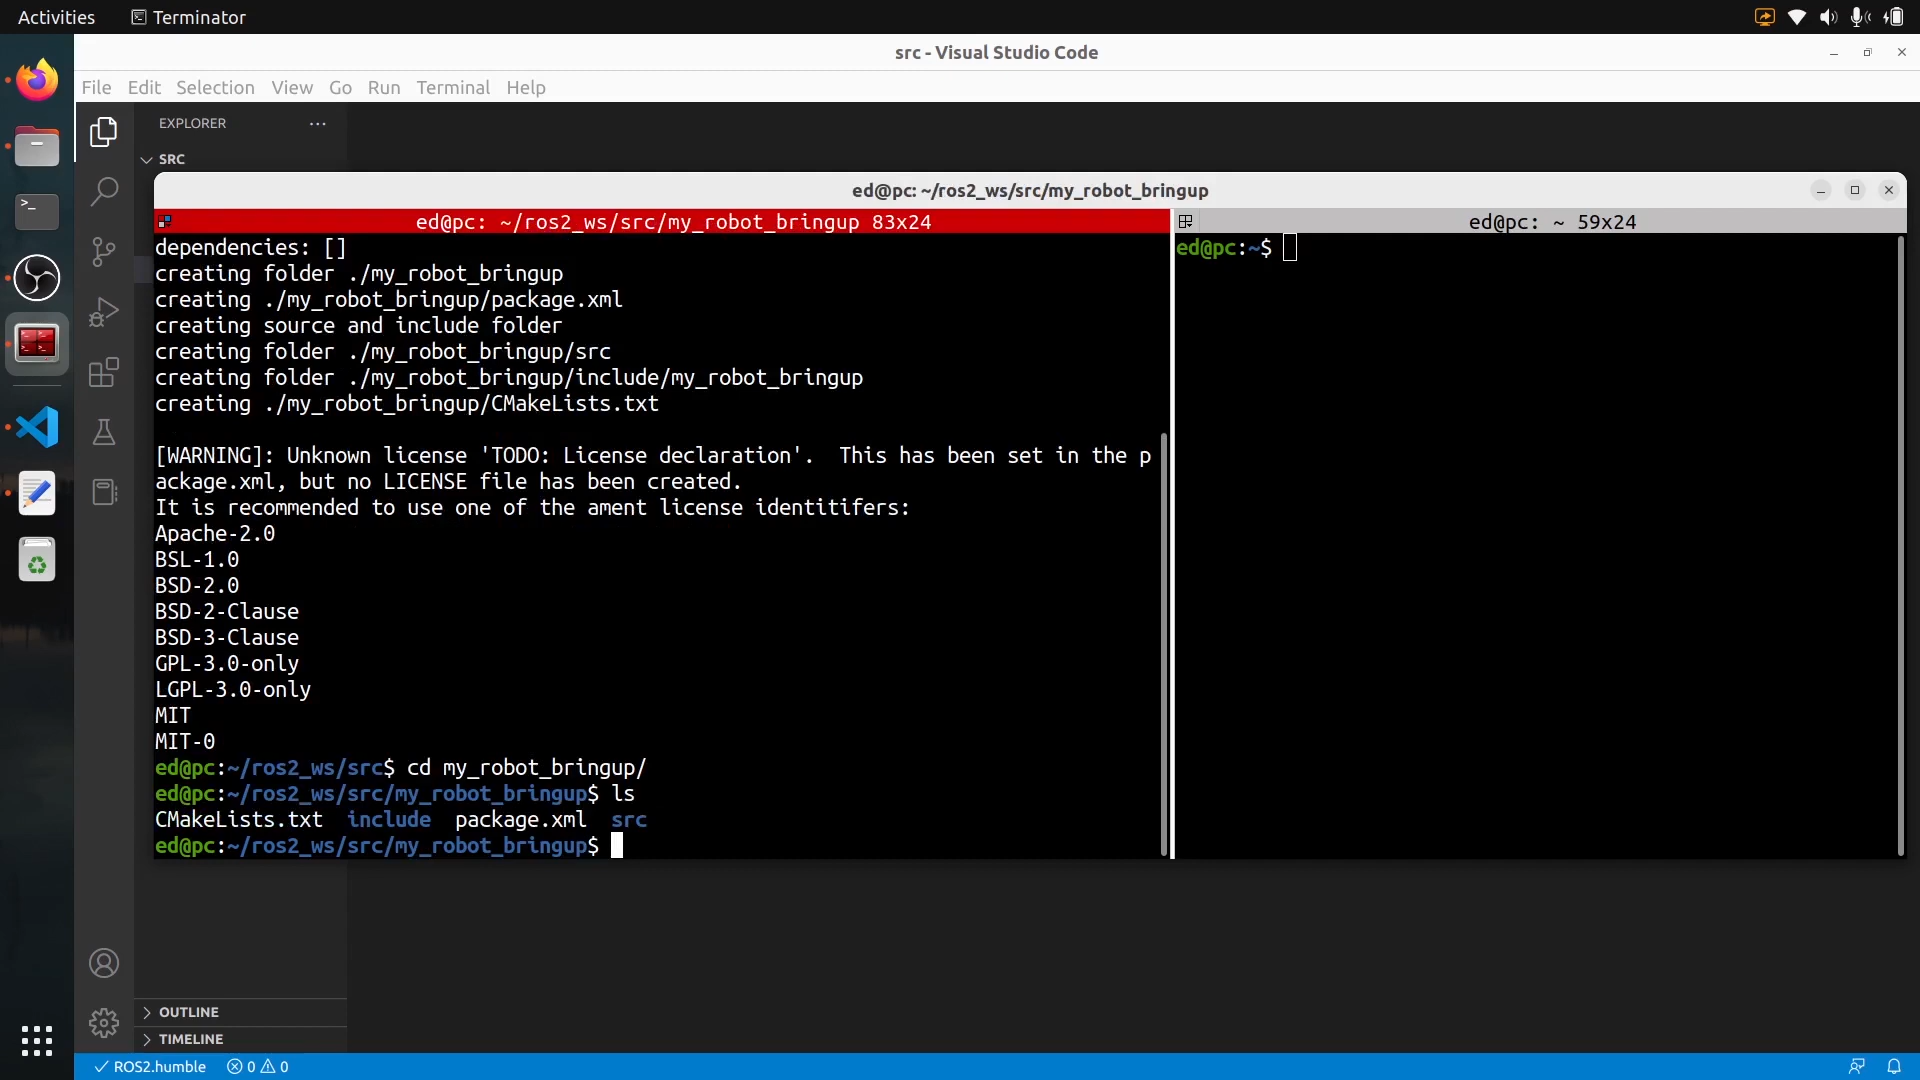 Activities
Terminator
src - Visual Studio Code
File Edit Selection View Go Run Terminal Help
EXPLORER
SRC
ed@pc: ~/ros2_ws/src/my_robot_bringup
ed@pc: ~/ros2_ws/src/my_robot_bringup 83x24
dependencies: []
creating folder ./my_robot_bringup
creating ./my_robot_bringup/package.xml
creating source and include folder
creating folder ./my_robot_bringup/src
creating folder ./my_robot_bringup/include/my_robot_bringup
creating ./my_robot_bringup/CMakeLists.txt
[WARNING]: Unknown license 'TODO: License declaration'.  This has been set in the p
ackage.xml, but no LICENSE file has been created.
It is recommended to use one of the ament license identitifers:
Apache-2.0
BSL-1.0
BSD-2.0
BSD-2-Clause
BSD-3-Clause
GPL-3.0-only
LGPL-3.0-only
MIT
MIT-0
ed@pc:~/ros2_ws/src$ cd my_robot_bringup/
ed@pc:~/ros2_ws/src/my_robot_bringup$ ls
CMakeLists.txt  include  package.xml  src
ed@pc:~/ros2_ws/src/my_robot_bringup$
ed@pc: ~ 59x24
ed@pc:~$
OUTLINE
TIMELINE
ROS2.humble
0
0